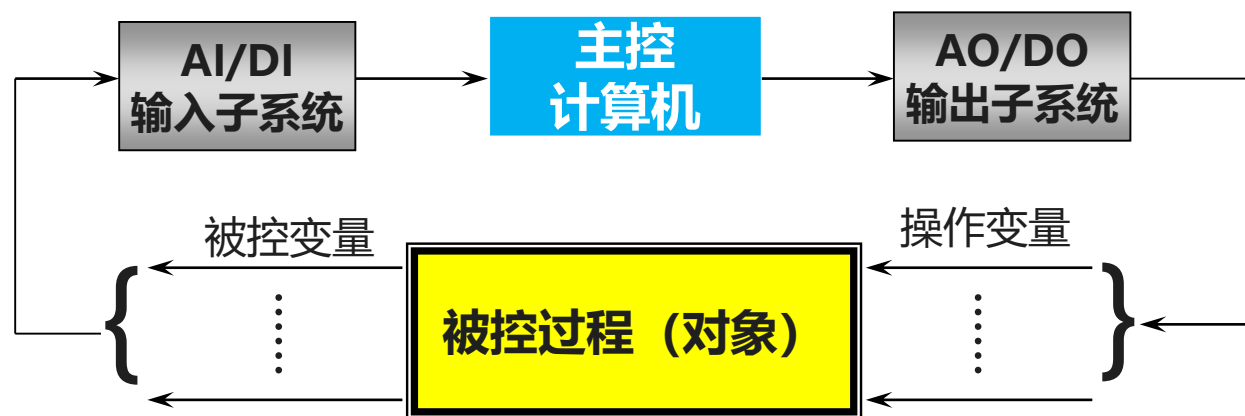 AI/DI
输入子系统
主控
计算机
AO/DO
输出子系统
被控变量
操作变量
被控过程（对象）